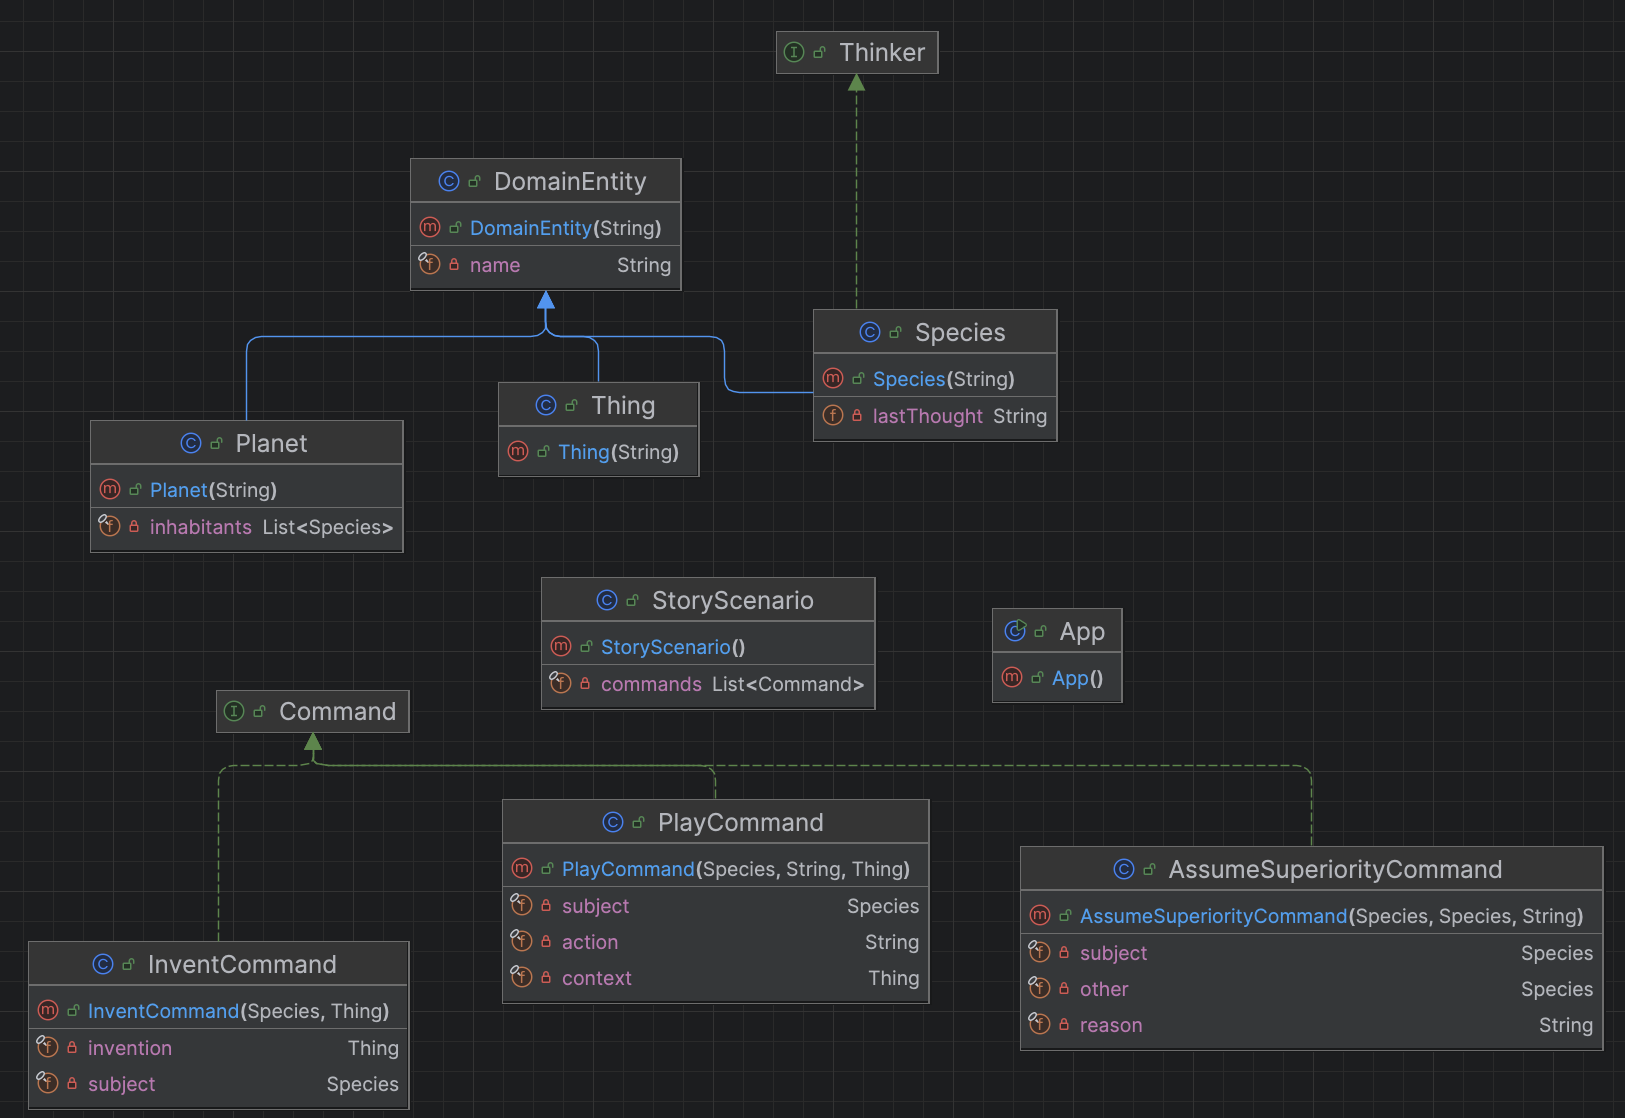 Thinker
DomainEntity
DomainEntity(String)
name String
Species
Species(String)
lastThought String
Thing
Thing(String)
Planet
Planet(String)
inhabitants List<Species>
StoryScenario
StoryScenario()
commands List<Command>
App
App()
Command
PlayCommand
PlayCommand(Species, String, Thing)
subject Species
action String
context Thing
AssumeSuperiorityCommand
AssumeSuperiorityCommand(Species, Species, String)
subject Species
other Species
reason String
InventCommand
InventCommand(Species, Thing)
invention Thing
subject Species